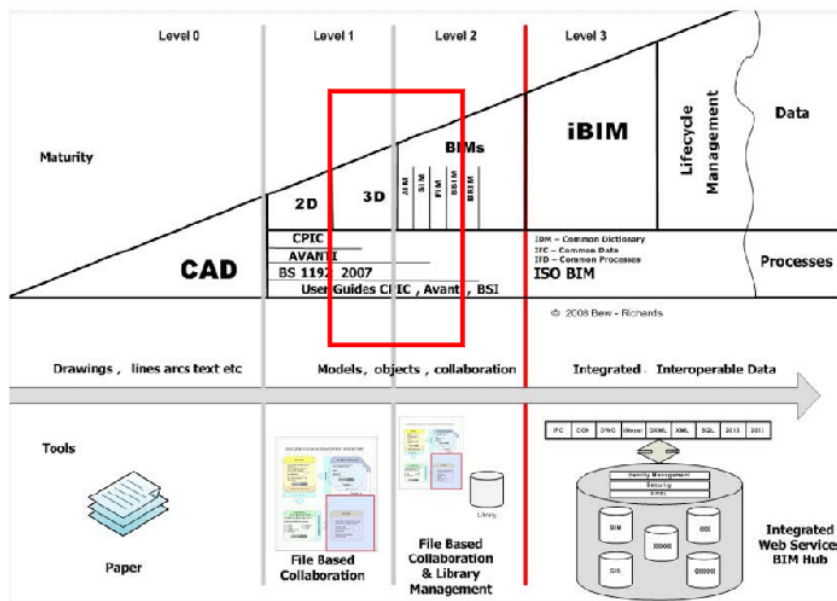 Level 0
Level 1
Level 2
Level 3
Maturity
2D
3D
BIMs
AIM
SIM
FIM
BSIM
BRIM
iBIM
Lifecycle
Management
Data
CAD
CPIC
AVANTI
BS 1192 2007
User Guides CPIC , Avanti , BSI
IDM – Common Dictionary
IFC – Common Data
IFD – Common Processes
ISO BIM
Processes
© 2008 Bew - Richards
Drawings , lines arcs text etc
Models, objects , collaboration
Integrated Interoperable Data
Tools
Paper
File Based
Collaboration
Library
File Based
Collaboration
& Library
Management
IFC
DWG
XML
SQL
Identity Management
Security
BIM
Integrated
Web Services
BIM Hub